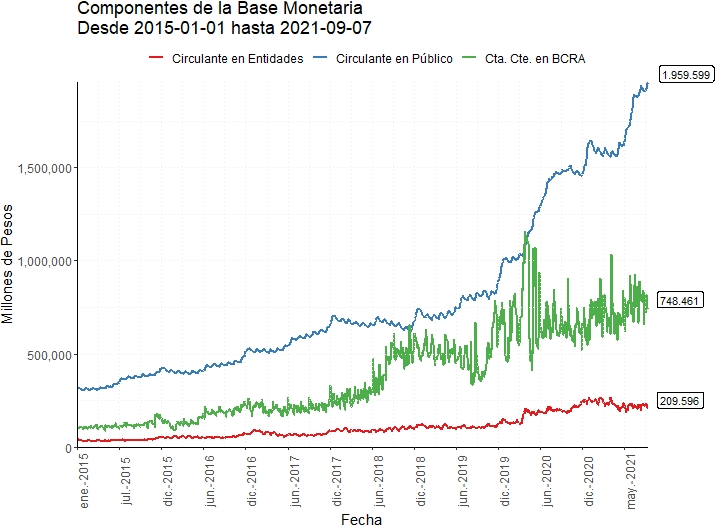 Componentes de la Base Monetaria
Desde 2015-01-01 hasta 2021-09-07
Circulante en Entidades
Circulante en Público
Cta. Cte. en BCRA
1.959.599
1,500,000
1,000,000
748.461
500,000
209.596
0
Millones de Pesos
ene.-2015
jul.-2015
dic.-2015
jun.-2016
dic.-2016
jun.-2017
dic.-2017
jun.-2018
dic.-2018
jun.-2019
dic.-2019
jun.-2020
dic.-2020
may.-2021
Fecha